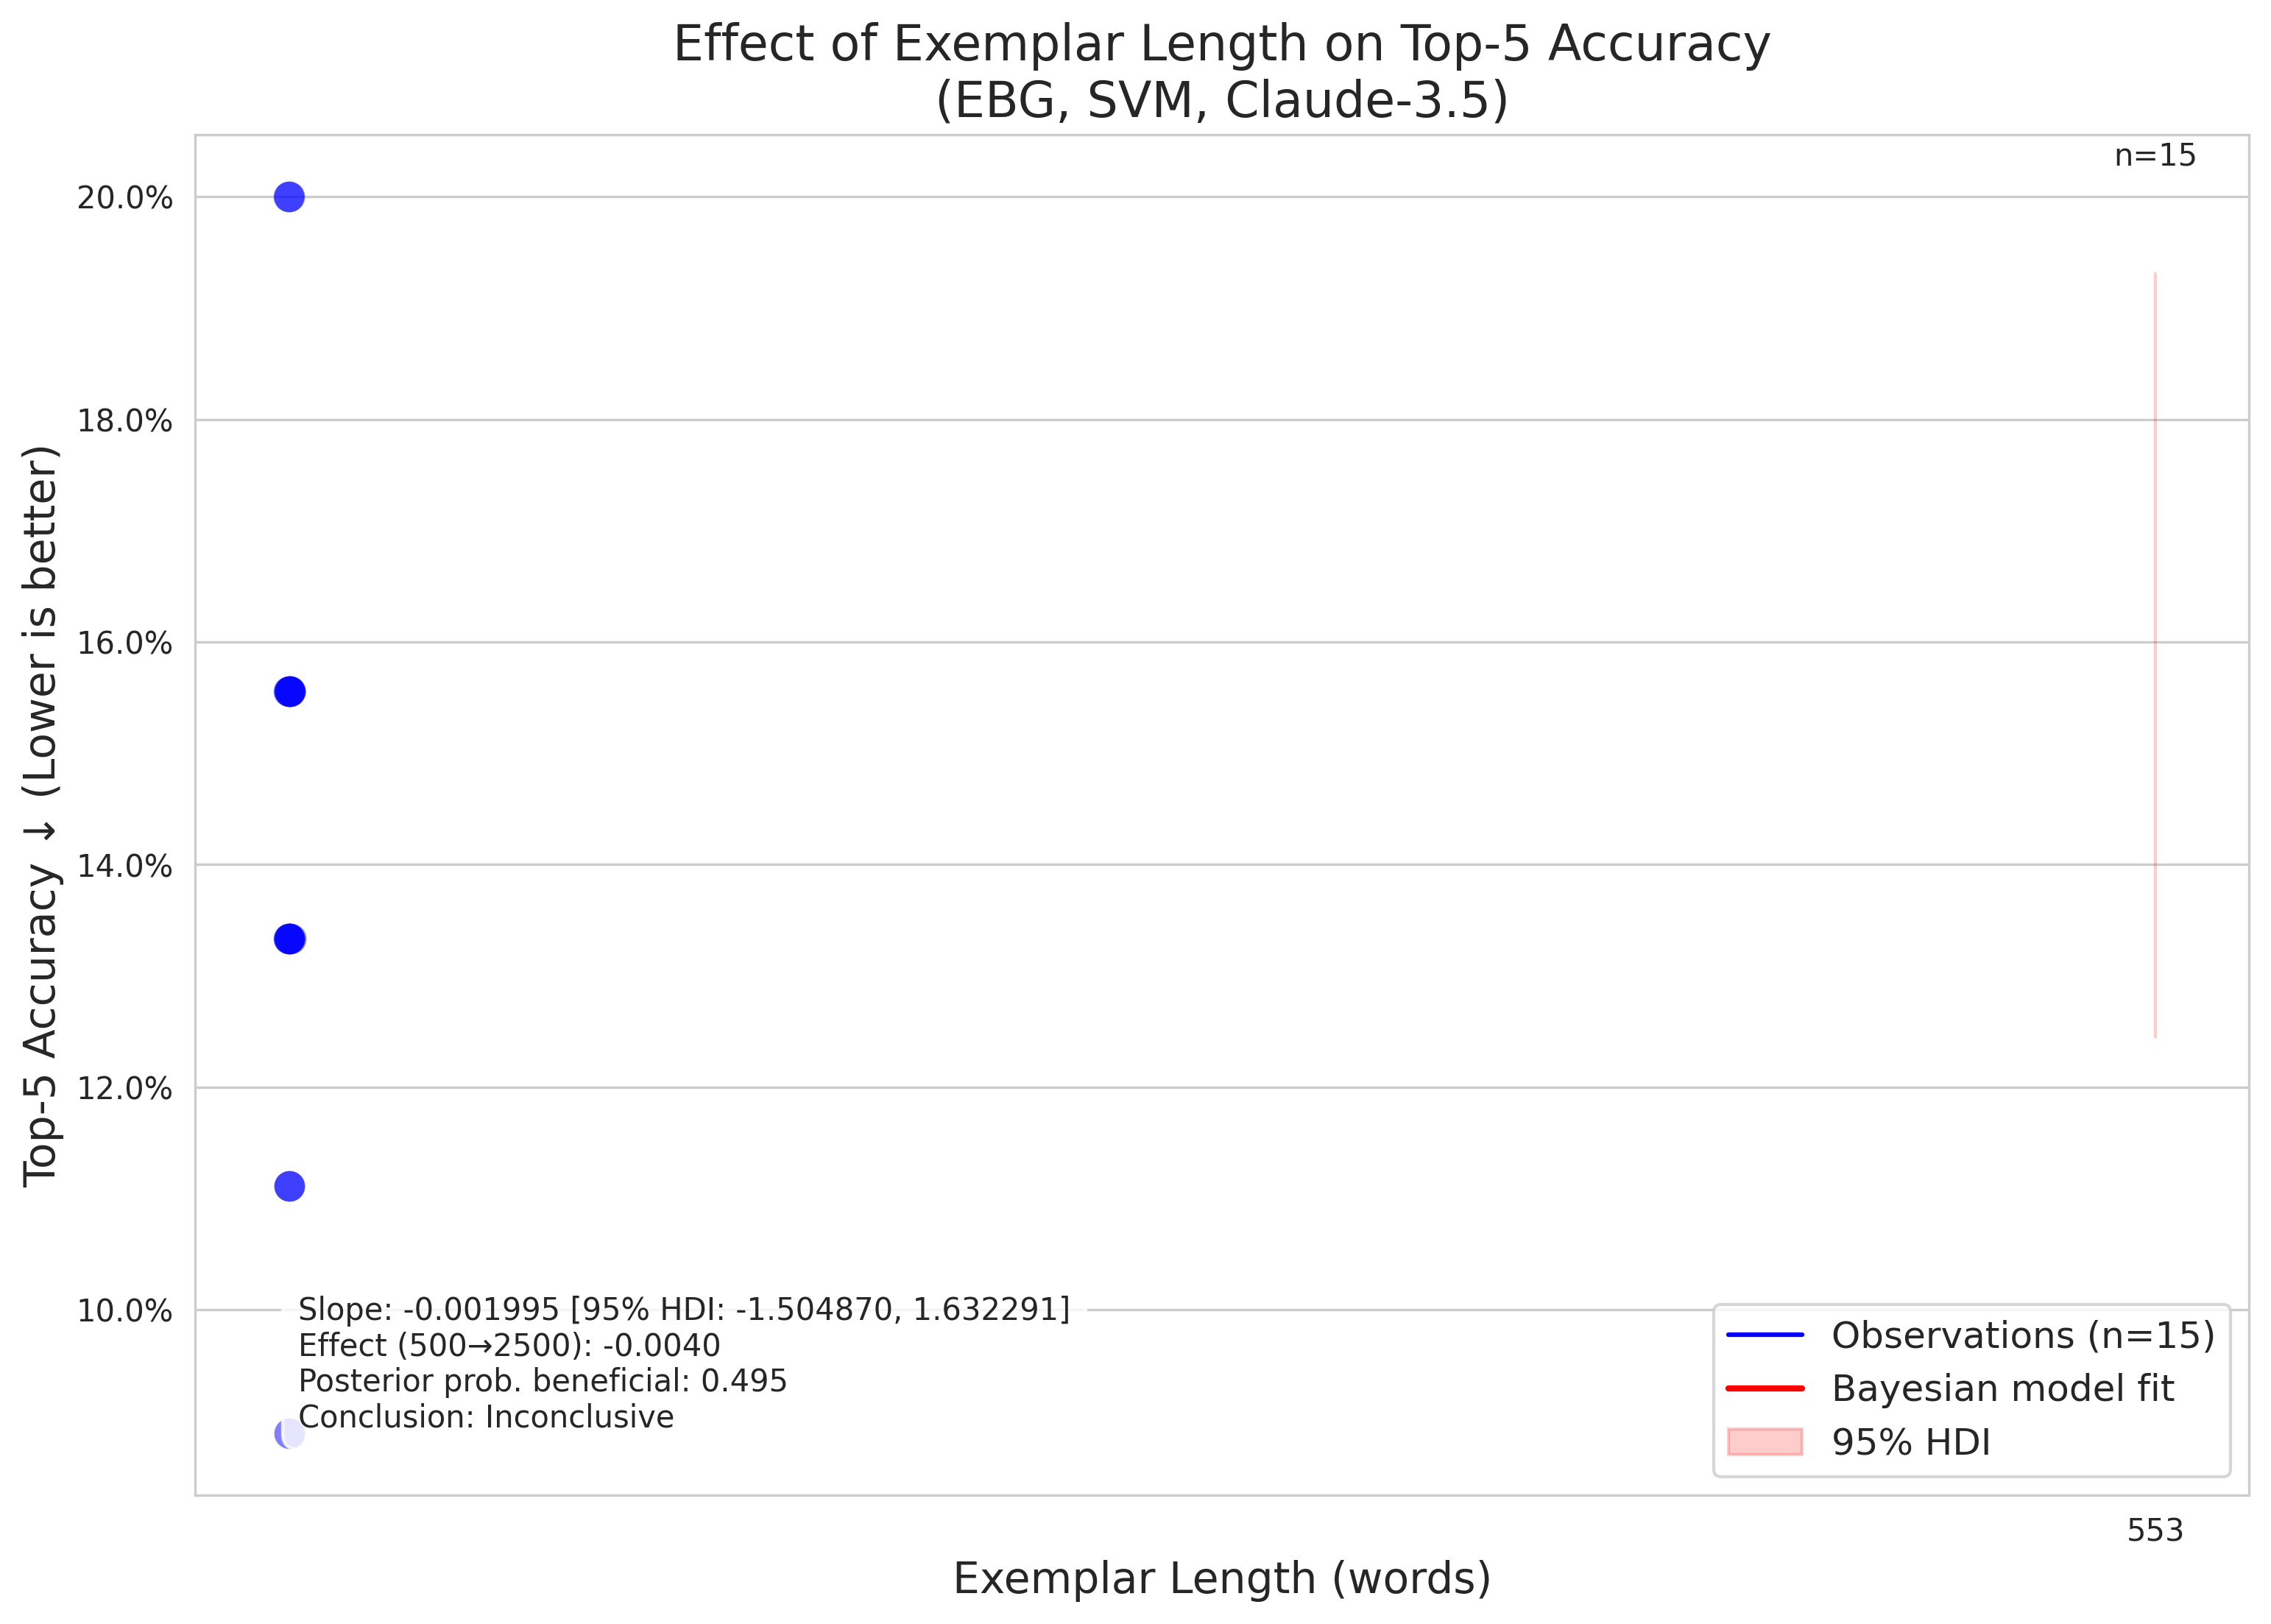 Effect of Exemplar Length on Top-5 Accuracy
(EBG, SVM, Claude-3.5)
n=15
20.0%
18.0%
16.0%
14.0%
12.0%
10.0%
Top-5 Accuracy ↓ (Lower is better)
Slope: -0.001995 [95% HDI: -1.504870, 1.632291]
Effect (500→2500): -0.0040
Posterior prob. beneficial: 0.495
Conclusion: Inconclusive
Observations (n=15)
Bayesian model fit
95% HDI
553
Exemplar Length (words)